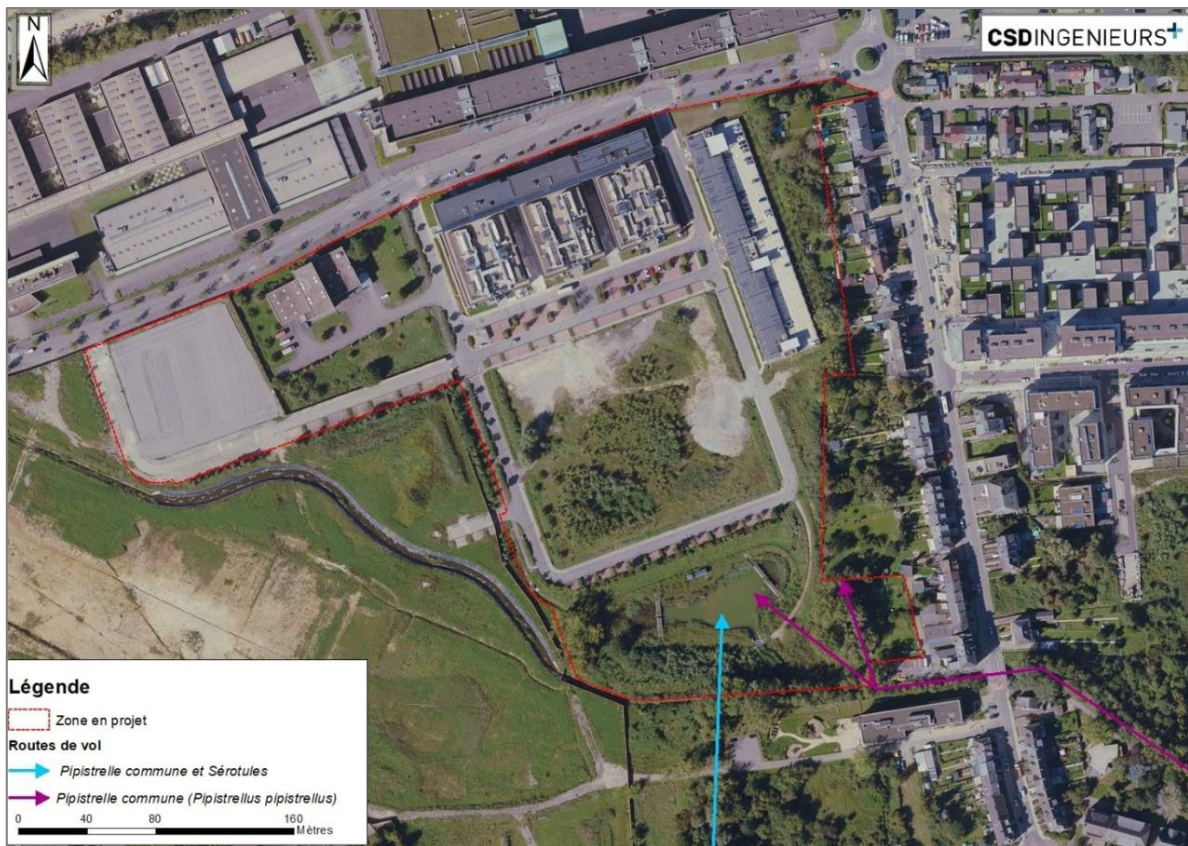 N
CSDINGENIEURS+
Légende
Zone en projet
Routes de vol
Pipistrelle commune et Sérotules
Pipistrelle commune (Pipistrellus pipistrellus)
0 40 80 160
Mètres